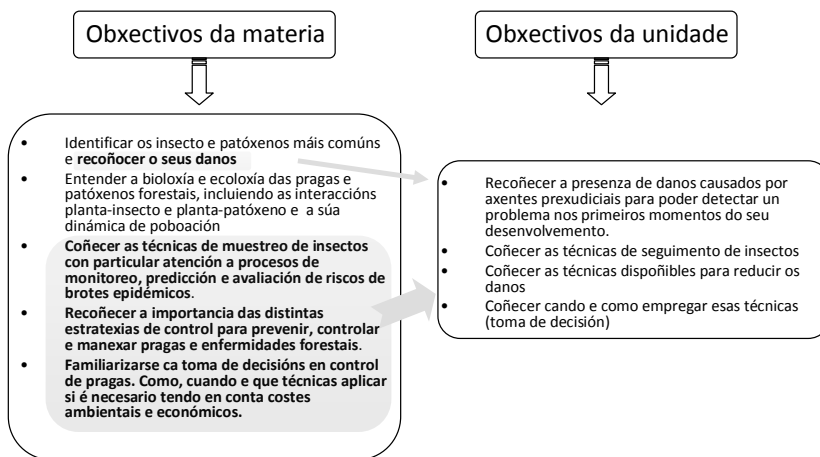 Obxectivos da materia
• Identificar os insecto e patóxenos máis comúns
e recoñocer o seus danos
• Entender a bioloxía e ecoloxía das pragas e
patóxenos forestais, incluiendo as interaccións
planta-insecto e planta-patóxeno e a súa
dinámica de poboación
• Coñecer as técnicas de muestreo de insectos
con particular atención a procesos de
monitoreo, predicción e avaliación de riscos de
brotes epidémicos.
• Recoñecer a importancia das distintas
estratexias de control para prevenir, controlar
e manexar pragas e enfermidades forestais.
• Familiarizarse ca toma de decisións en control
de pragas. Como, cuando e que técnicas aplicar
si é necesario tendo en conta costes
ambientais e económicos.
Obxectivos da unidade
• Recoñecer a presenza de danos causados por
axentes prexudiciais para poder detectar un
problema nos primeiros momentos do seu
desenvolvemento.
• Coñecer as técnicas de seguimento de insectos
• Coñecer as técnicas dispoñibles para reducir os
danos
• Coñecer cando e como empregar esas técnicas
(toma de decisión)